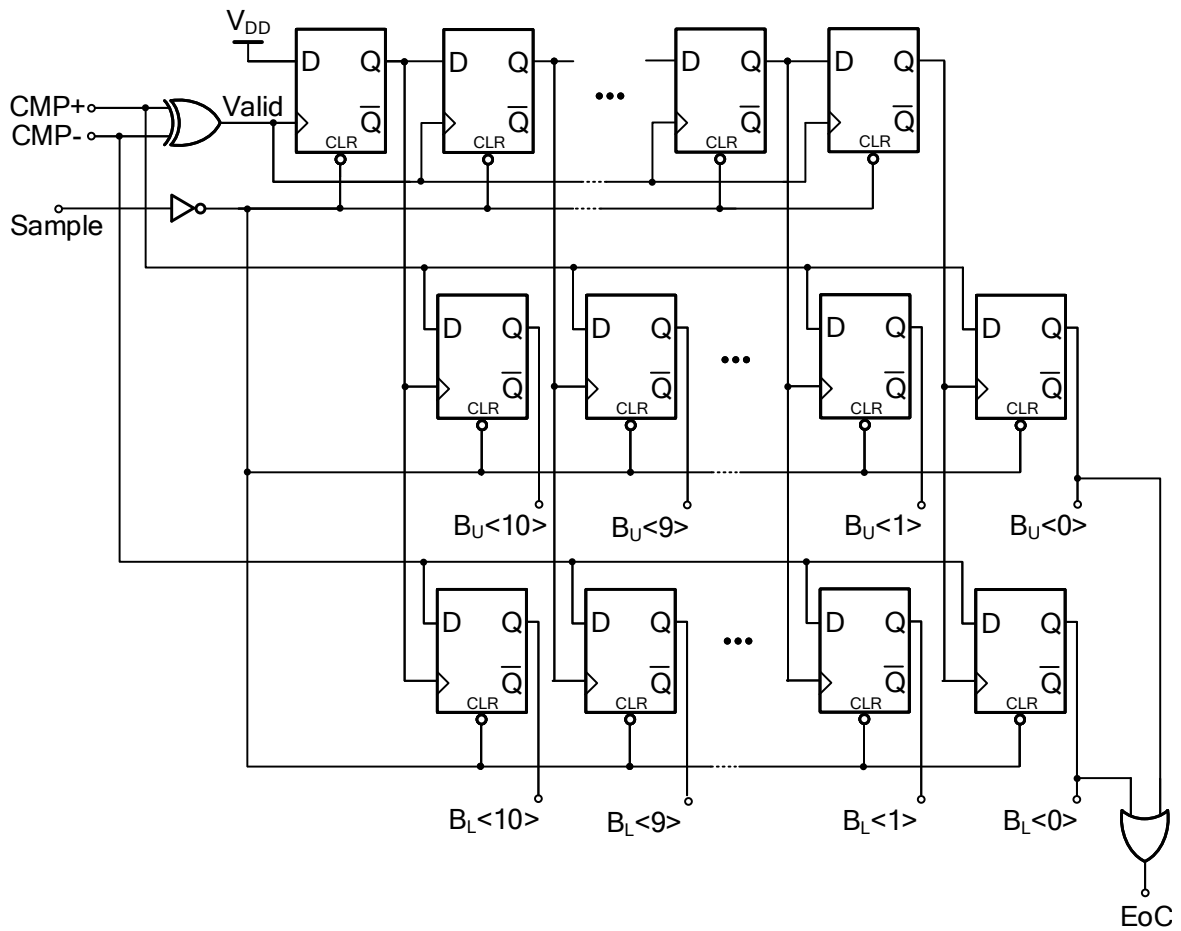 VDD
D Q D Q D Q D Q
CMP+ Valid Q Q ... Q Q
CMP- CLR CLR CLR CLR
Sample
D Q D Q D Q D Q
Q Q ... Q Q
CLR CLR CLR CLR
BU<10> BU<9> BU<1> BU<0>
D Q D Q D Q D Q
Q Q ... Q Q
CLR CLR CLR CLR
BL<10> BL<9> BL<1> BL<0>
EoC